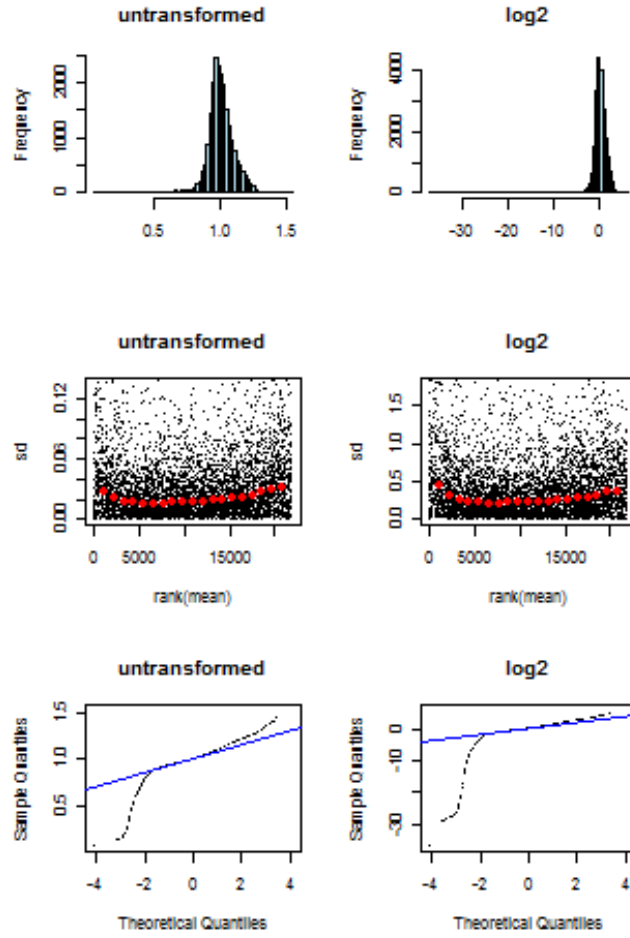 untransformed log2
Frequency
2000
1000
0
0.5 1.0 1.5
Frequency
4000
2000
0
-30 -20 -10 0
untransformed log2
sd
0.12
0.06
0.00
0 5000 15000
rank(mean)
sd
1.5
1.0
0.5
0.0
0 5000 15000
rank(mean)
untransformed log2
Sample Quantiles
1.5
1.0
0.5
-4 -2 0 2 4
Theoretical Quantiles
Sample Quantiles
0
-10
-30
-4 -2 0 2 4
Theoretical Quantiles